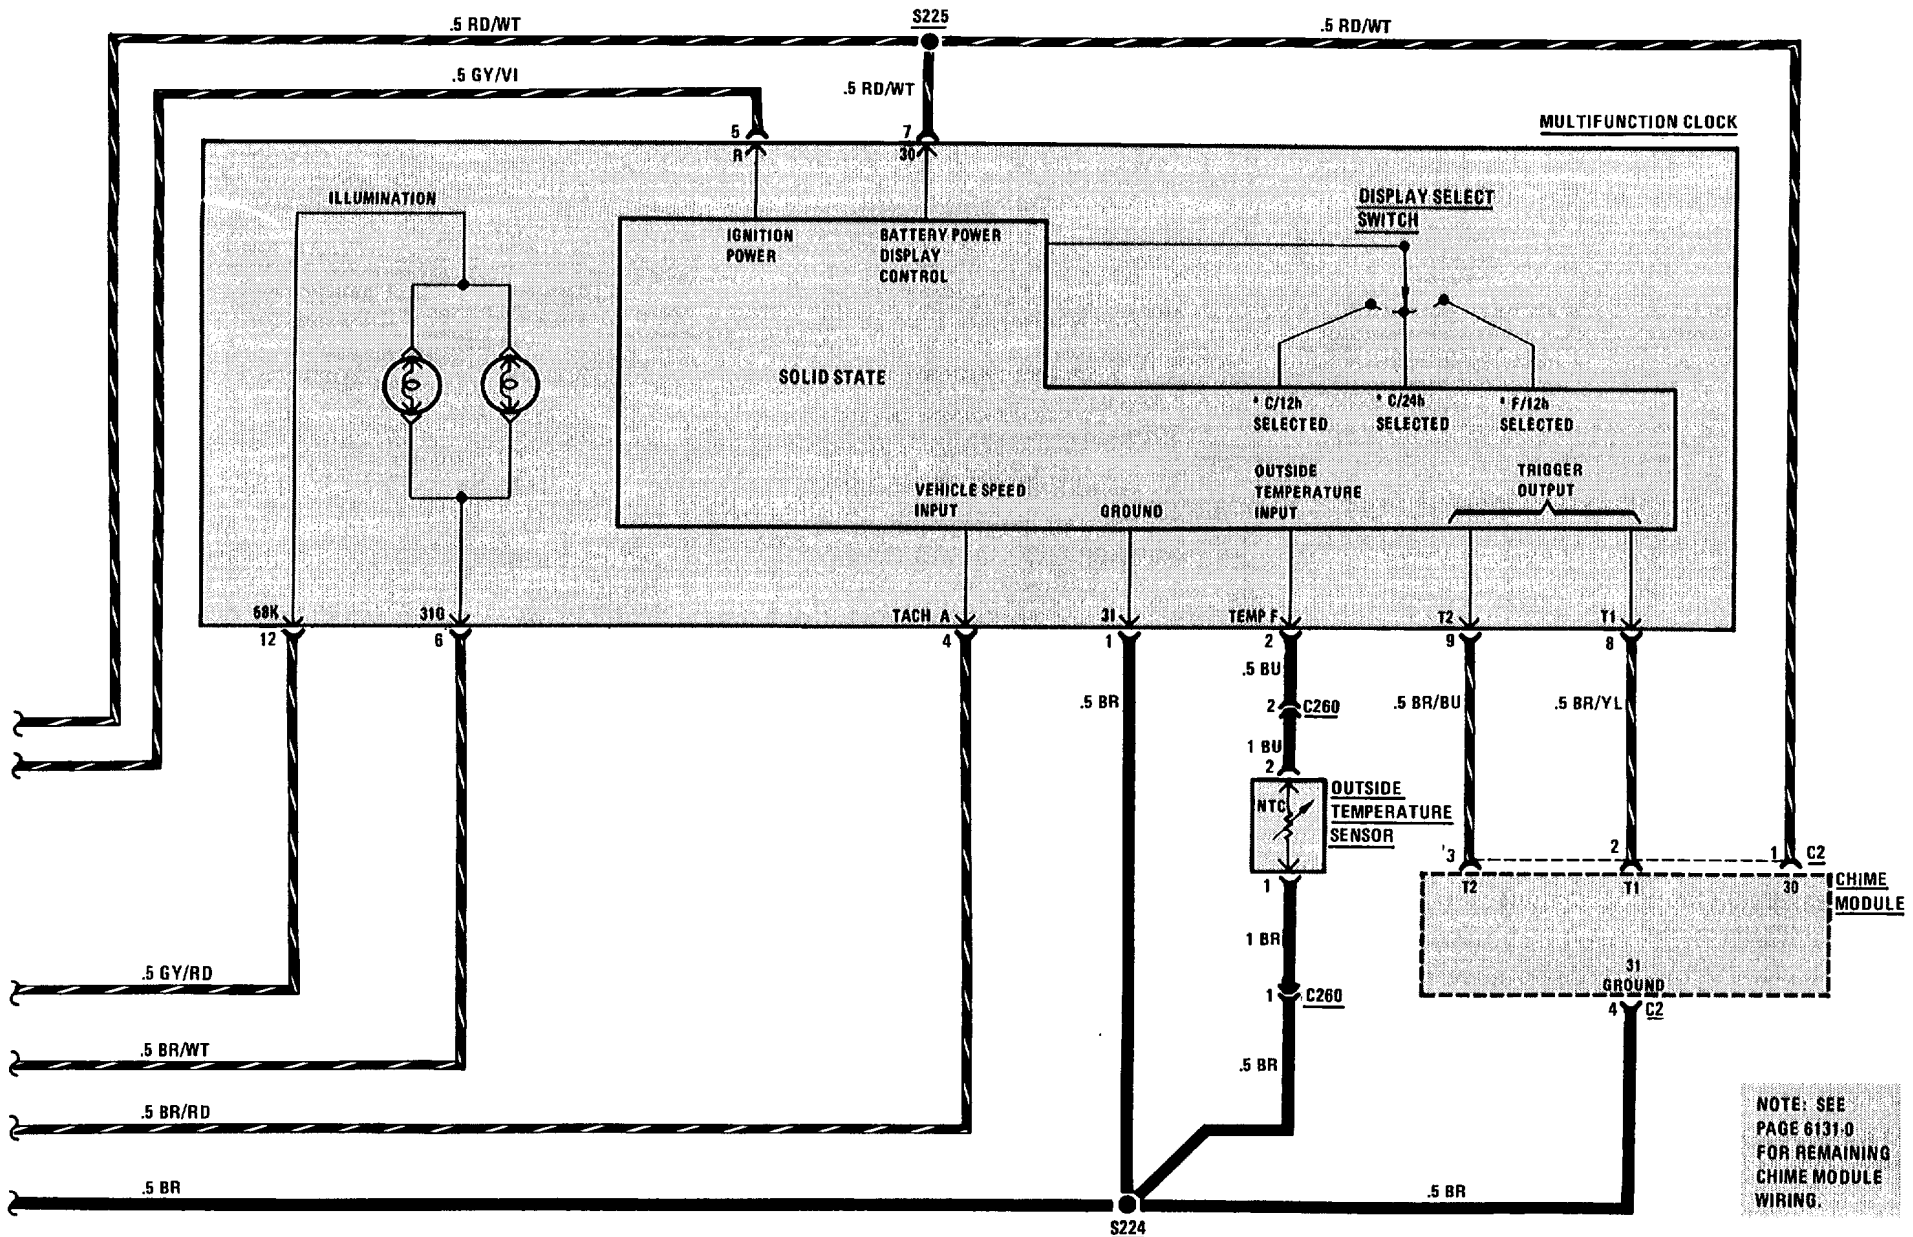 S225
.5 RD/WT
.5 RD/WT
.5 GY/VI
.5 RD/WT
MULTIFUNCTION CLOCK
5
7
R
30
ILLUMINATION
DISPLAY SELECT
SWITCH
IGNITION
POWER
BATTERY POWER
DISPLAY
CONTROL
SOLID STATE
* C/12h
SELECTED
* C/24h
SELECTED
* F/12h
SELECTED
VEHICLE SPEED
INPUT
GROUND
OUTSIDE
TEMPERATURE
INPUT
TRIGGER
OUTPUT
58K
31G
TACH A
31
TEMP F
T2
T1
12
6
4
1
2
9
8
.5 BU
.5 BR
2
C260
.5 BR/BU
.5 BR/YL
1 BU
2
NTC
OUTSIDE
TEMPERATURE
SENSOR
1
3
2
1
C2
T2
T1
30
CHIME
MODULE
1 BR
31
GROUND
1
C260
4
C2
.5 GY/RD
.5 BR/WT
.5 BR
.5 BR/RD
.5 BR
.5 BR
S224
NOTE: SEE
PAGE 6131-0
FOR REMAINING
CHIME MODULE
WIRING.